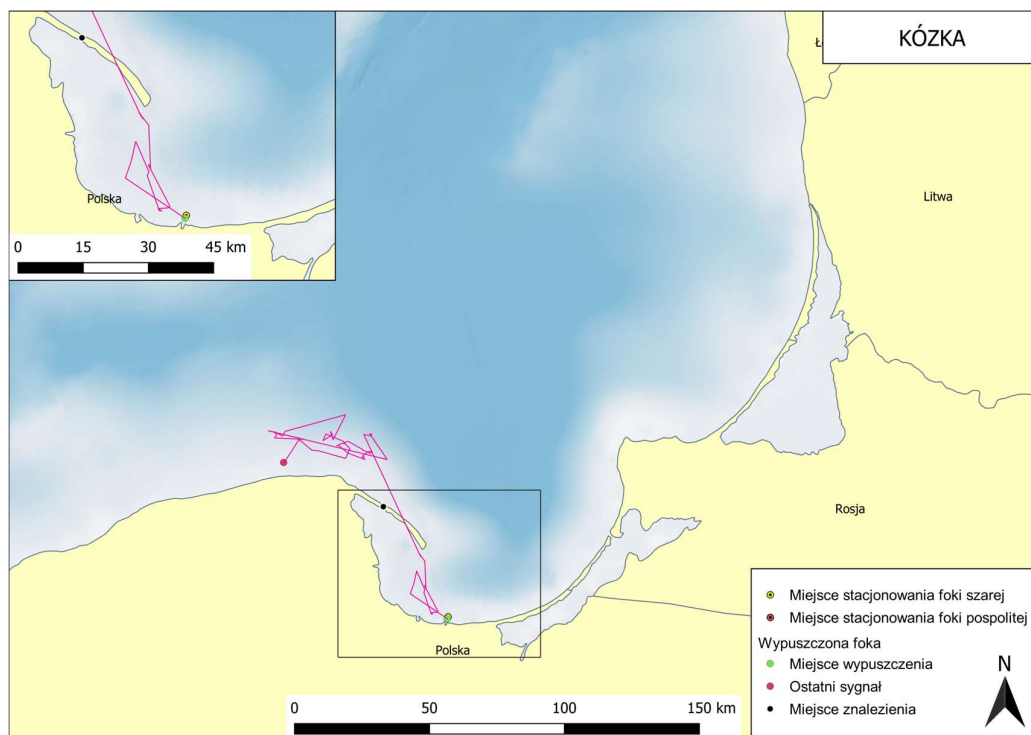 KÓZKA
Polska
0 15 30 45 km
Litwa
Rosja
Polska
Miejsce stacjonowania foki szarej
Miejsce stacjonowania foki pospolitej
Wypuszczona foka
Miejsce wypuszczenia
Ostatni sygnał
Miejsce znalezienia
N
0 50 100 150 km